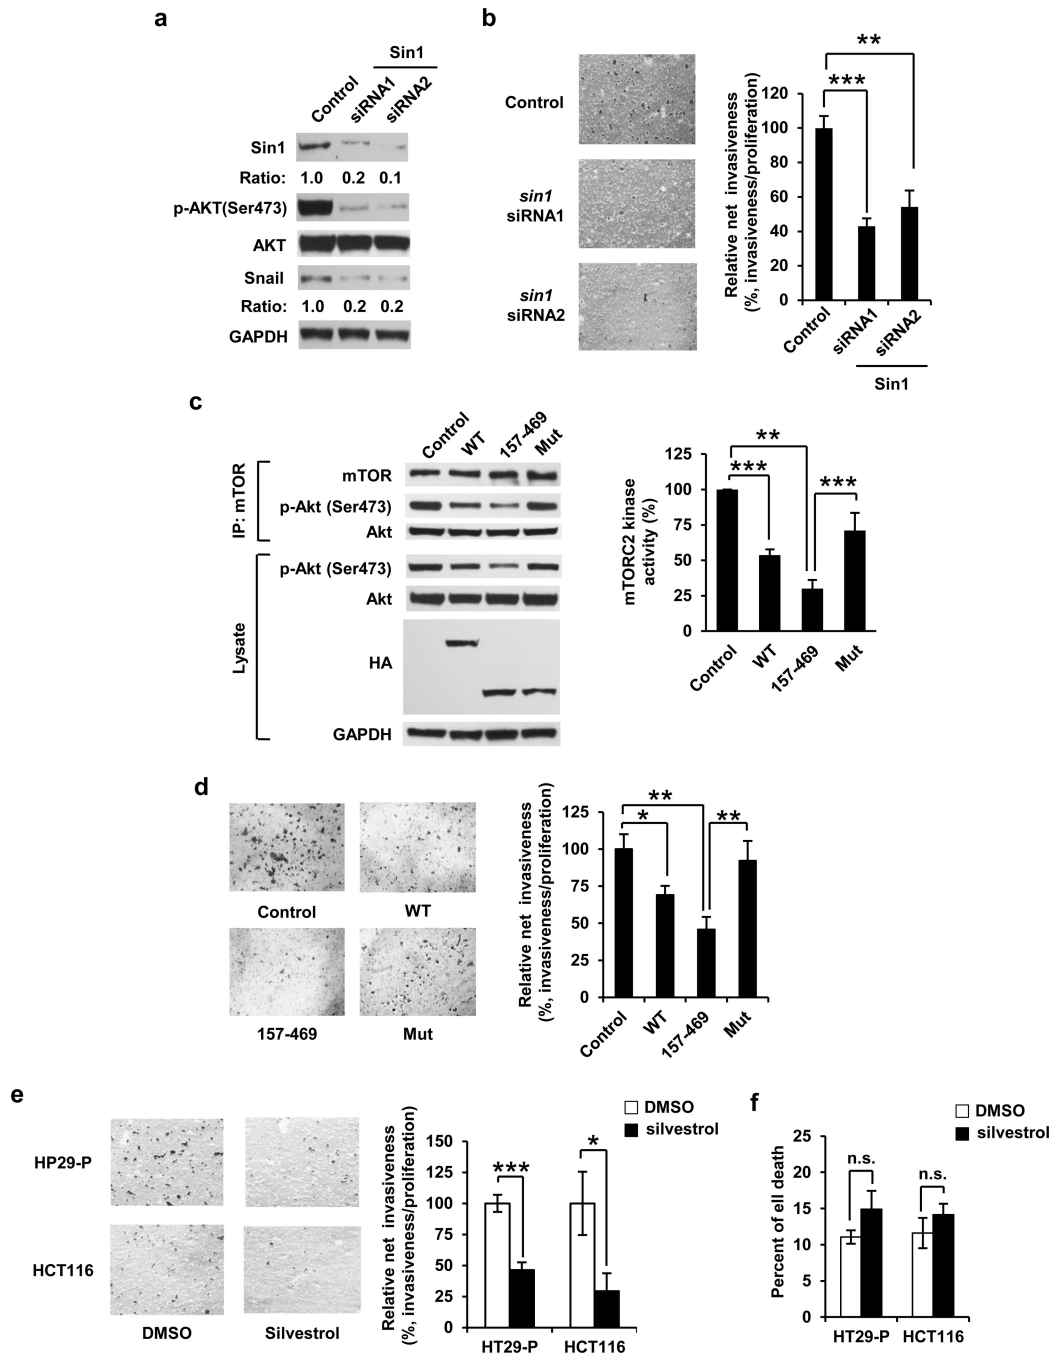 a
Sin1
Control
siRNA1
siRNA2
Sin1
Ratio: 1.0 0.2 0.1
p-AKT(Ser473)
AKT
Snail
Ratio: 1.0 0.2 0.2
GAPDH
b
Control
sin1
siRNA1
sin1
siRNA2
Relative net invasiveness
(%, invasiveness/proliferation)
120
100
80
60
40
20
0
***
**
Control
siRNA1
siRNA2
Sin1
c
Control
WT
157-469
Mut
IP: mTOR
mTOR
p-Akt (Ser473)
Akt
Lysate
p-Akt (Ser473)
Akt
HA
GAPDH
mTORC2 kinase
activity (%)
125
100
75
50
25
0
**
***
***
Control
WT
157-469
Mut
d
Control
WT
157-469
Mut
Relative net invasiveness
(%, invasiveness/proliferation)
125
100
75
50
25
0
**
*
**
Control
WT
157-469
Mut
e
HP29-P
HCT116
DMSO
Silvestrol
Relative net invasiveness
(%, invasiveness/proliferation)
150
125
100
75
50
25
0
DMSO
silvestrol
***
*
HT29-P
HCT116
f
DMSO
silvestrol
Percent of ell death
25
20
15
10
5
0
n.s.
n.s.
HT29-P
HCT116